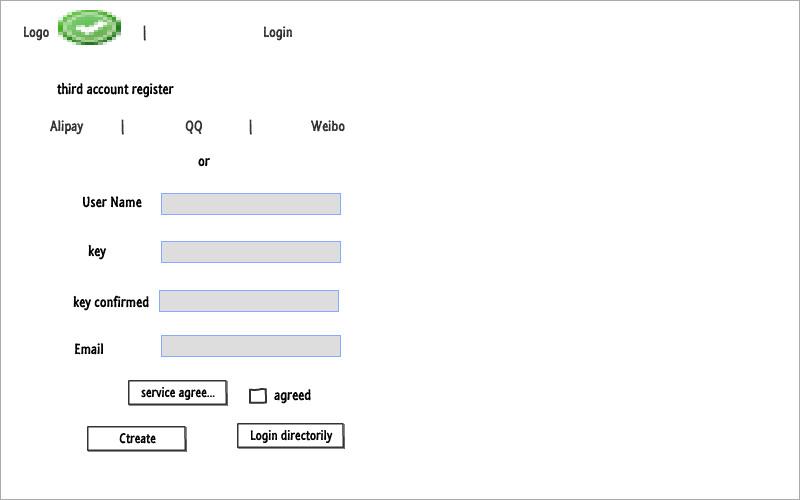 Logo | Login
third account register
Alipay | QQ | Weibo
or
User Name
key
key confirmed
Email
service agree... agreed
Ctreate Login directorily